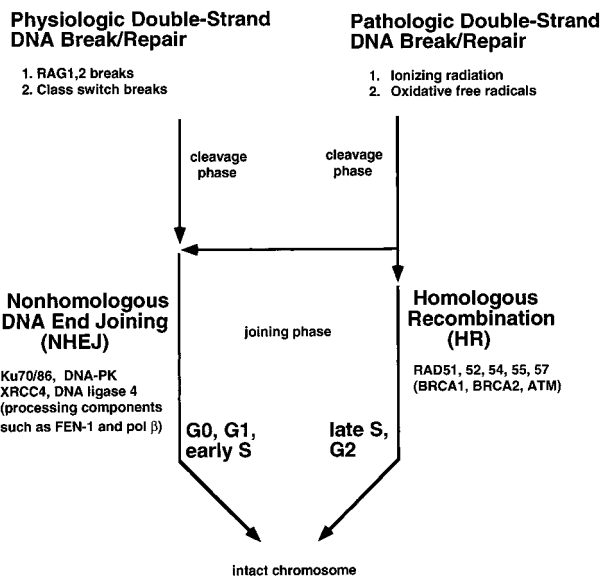 Physiologic Double-Strand
DNA Break/Repair
1. RAG1,2 breaks
2. Class switch breaks
Pathologic Double-Strand
DNA Break/Repair
1. Ionizing radiation
2. Oxidative free radicals
cleavage
phase
cleavage
phase
Nonhomologous
DNA End Joining
(NHEJ)
Ku70/86, DNA-PK
XRCC4, DNA ligase 4
(processing components
such as FEN-1 and pol β)
joining phase
Homologous
Recombination
(HR)
RAD51, 52, 54, 55, 57
(BRCA1, BRCA2, ATM)
G0, G1,
early S
late S,
G2
intact chromosome